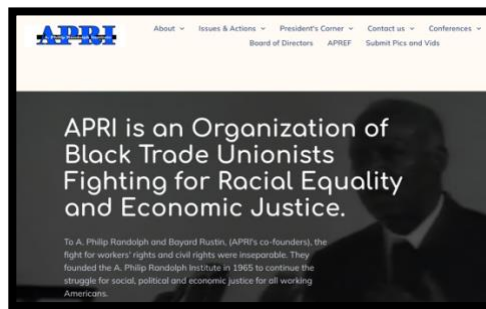 APRI
About
Issues & Actions
President's Corner
Contact us
Conferences
Board of Directors
APREF
Submit Pics and Vids
APRI is an Organization of
Black Trade Unionists
Fighting for Racial Equality
and Economic Justice.
To A. Philip Randolph and Bayard Rustin, (APRI's co-founders), the
fight for workers' rights and civil rights were inseparable. They
founded the A. Philip Randolph Institute in 1965 to continue the
struggle for social, political and economic justice for all working
Americans.